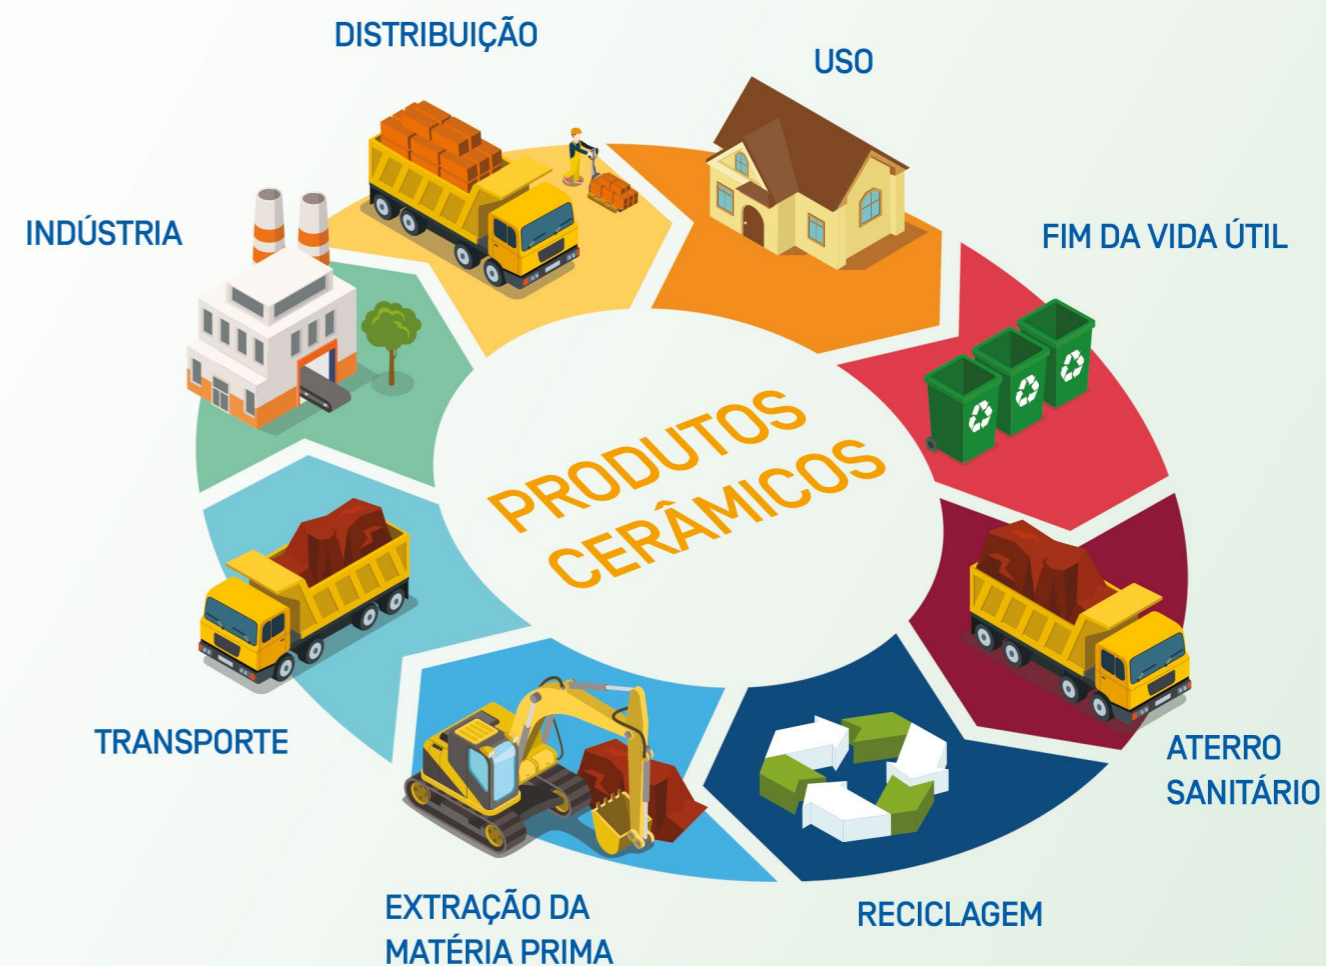 DISTRIBUIÇÃO
USO
INDÚSTRIA
FIM DA VIDA ÚTIL
PRODUTOS
CERÂMICOS
TRANSPORTE
ATERRO
SANITÁRIO
EXTRAÇÃO DA
MATÉRIA PRIMA
RECICLAGEM